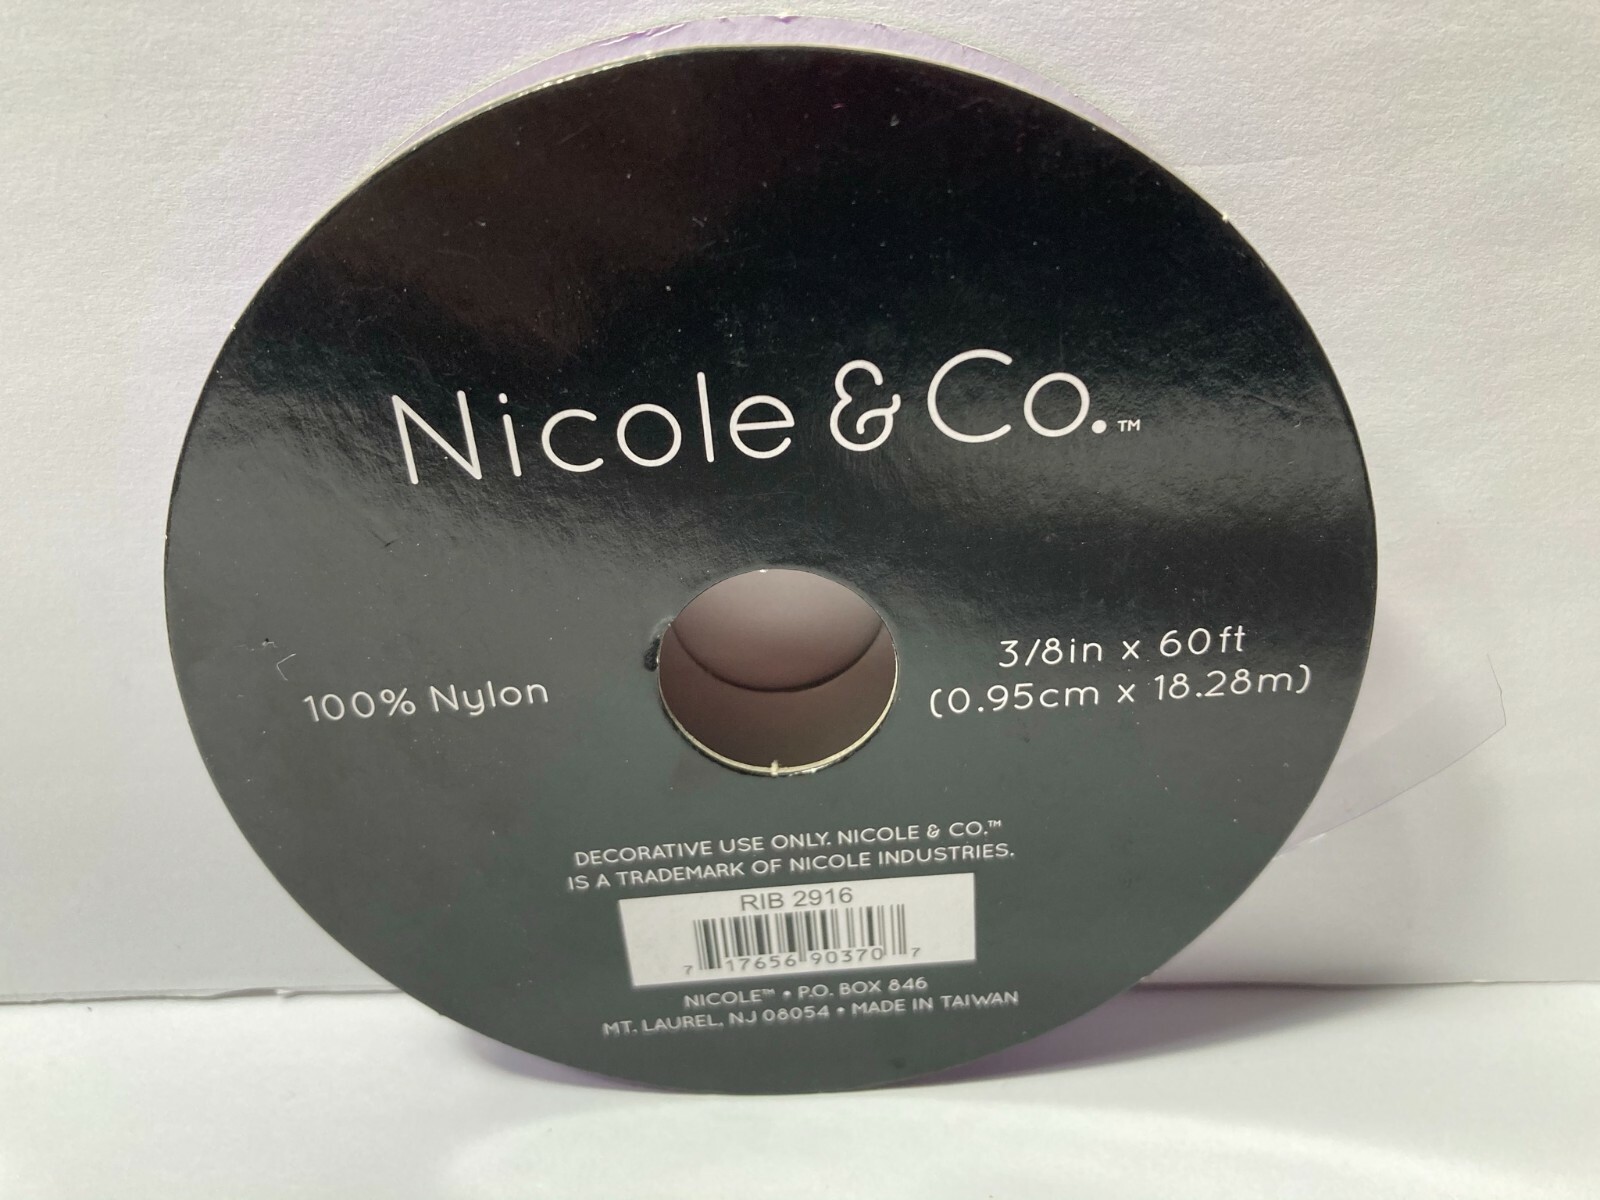 Nicole & Co.™
100% Nylon
3/8in x 60ft
(0.95cm x 18.28m)
DECORATIVE USE ONLY. NICOLE & CO.™
IS A TRADEMARK OF NICOLE INDUSTRIES.
RIB 2916
7 17656 90370 7
NICOLE™ • P.O. BOX 846
MT. LAUREL, NJ 08054 • MADE IN TAIWAN